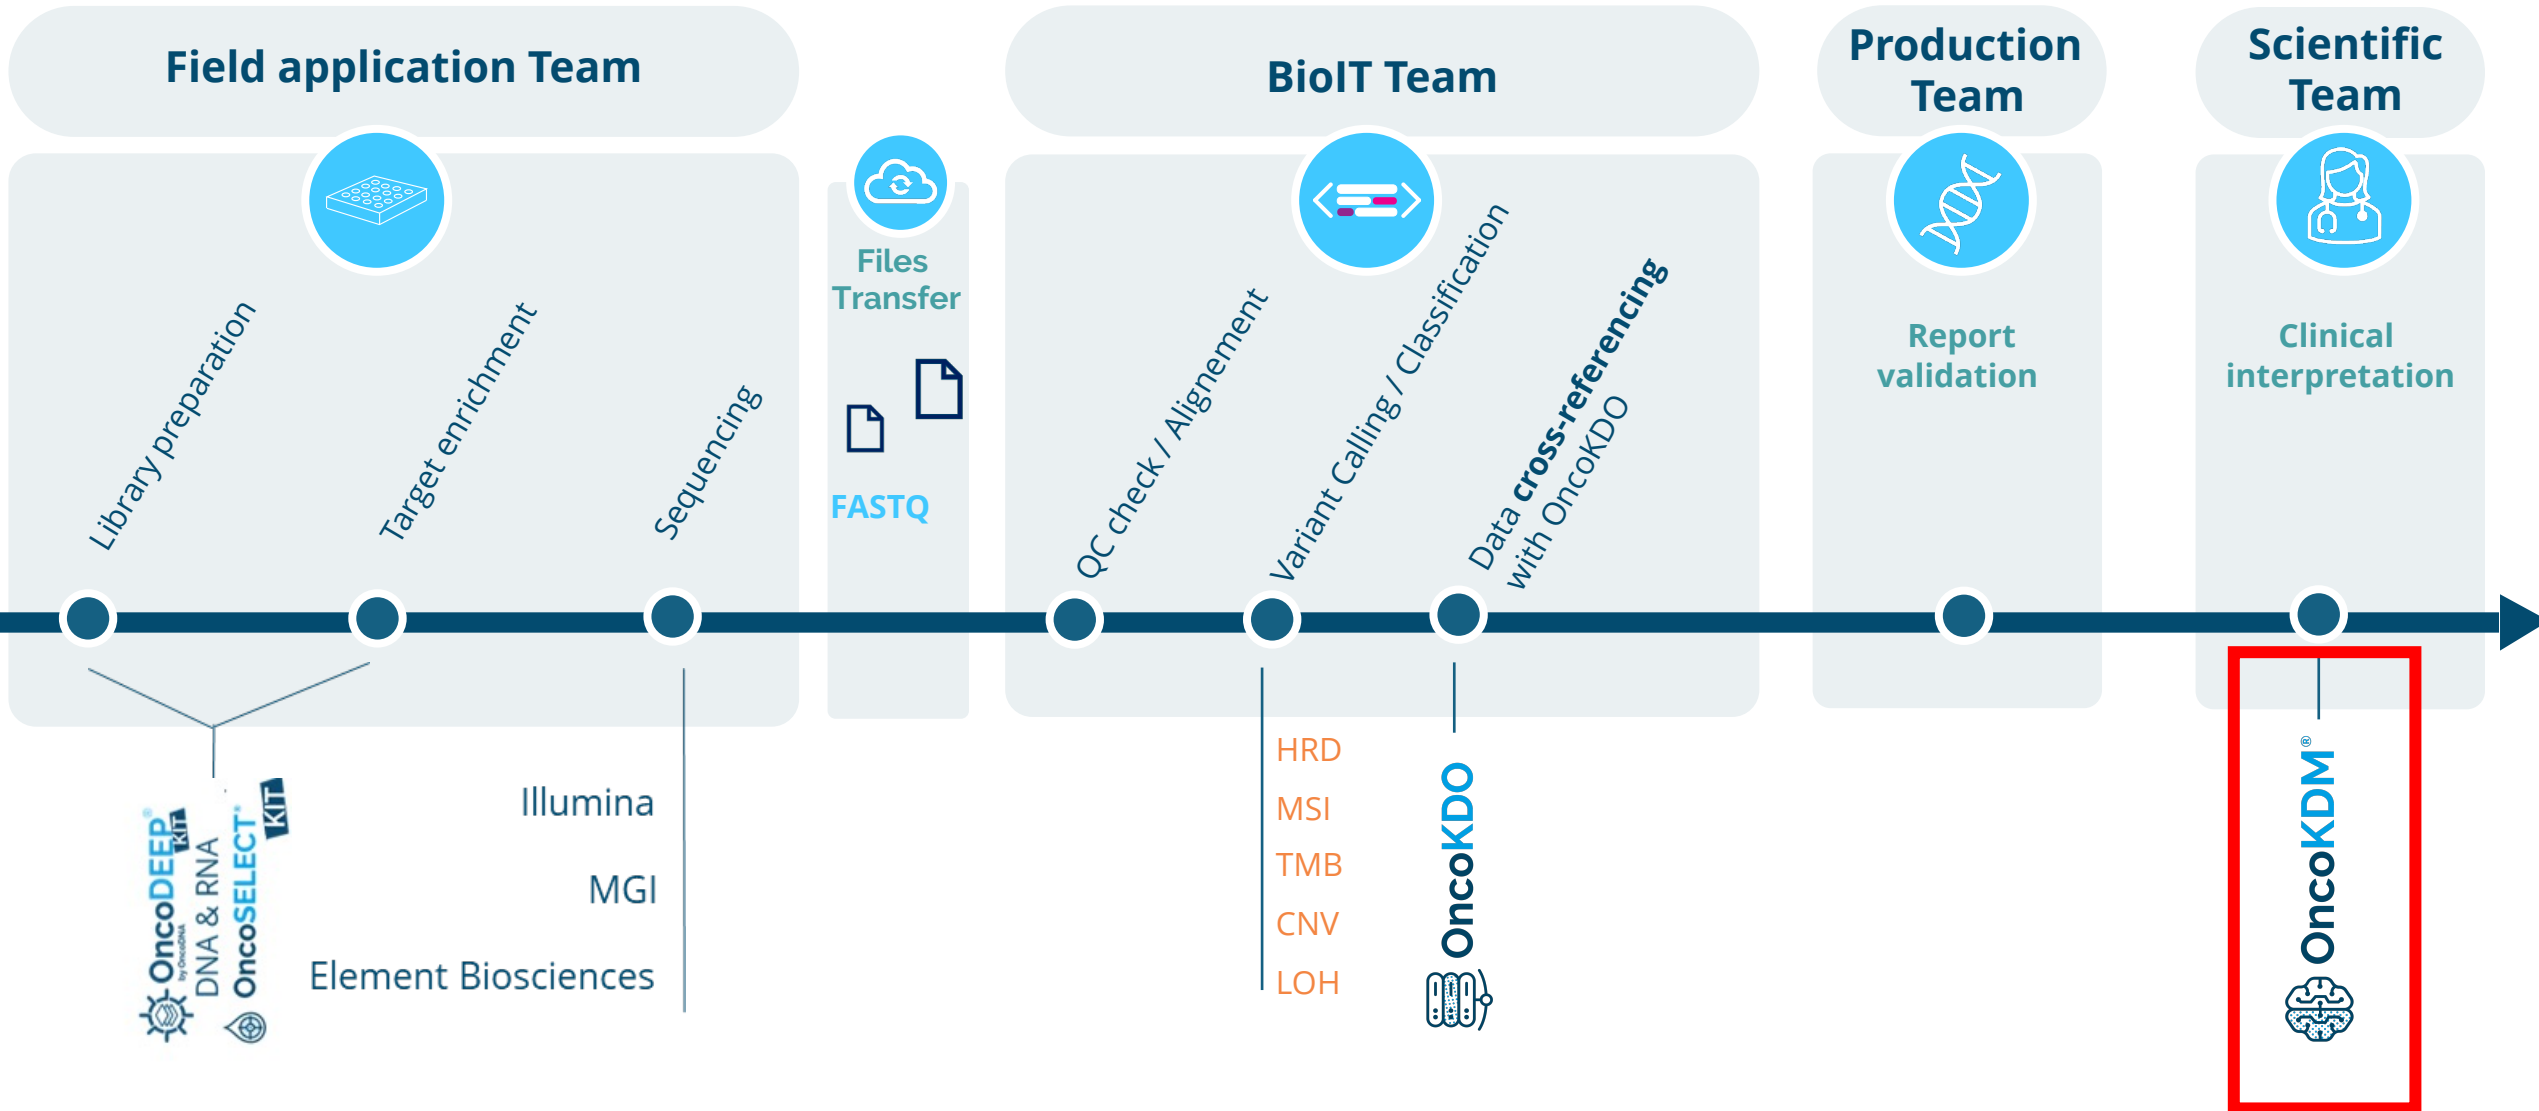 Field application Team
BioIT Team
Production
Team
Scientific
Team
Library preparation
Target enrichment
Sequencing
Files
Transfer
FASTQ
QC check / Alignement
Variant Calling / Classification
Data cross-referencing
with OncoKDO
Report
validation
Clinical
interpretation
OncoDEEP® KIT
by OncoDNA
DNA & RNA
OncoSELECT® KIT
Illumina
MGI
Element Biosciences
HRD
MSI
TMB
CNV
LOH
OncoKDO
OncoKDM®